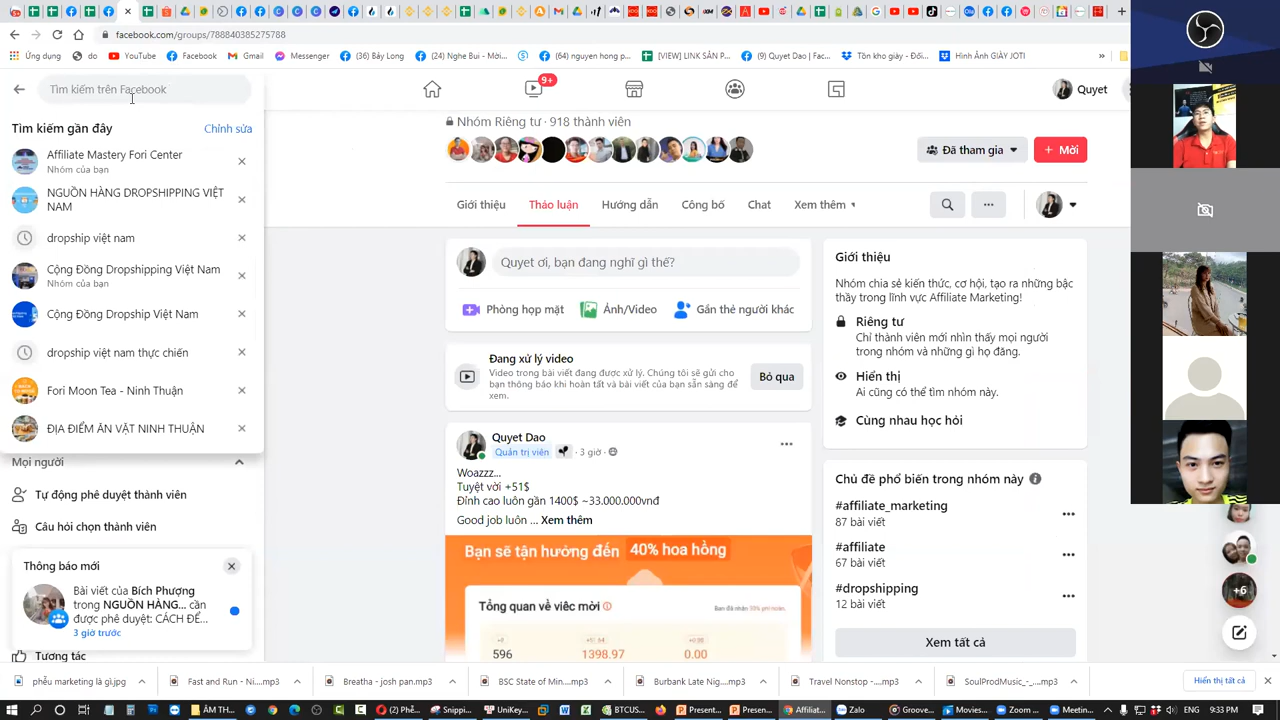 facebook.com/groups/788840385275788
Ứng dụng
do
YouTube
Facebook
Gmail
Messenger
(36) Bảy Long
(24) Nghe Bui - Mới...
(64) nguyen hong p...
[VIEW] LINK SẢN P...
(9) Quyet Dao | Fac...
Tồn kho giày - Đối...
Hình Ảnh GIÀY JOTI
Tìm kiếm trên Facebook
9+
Quyet
Tìm kiếm gần đây
Chỉnh sửa
Affiliate Mastery Fori Center
Nhóm của bạn
NGUỒN HÀNG DROPSHIPPING VIỆT
NAM
dropship việt nam
Cộng Đồng Dropshipping Việt Nam
Nhóm của bạn
Cộng Đồng Dropship Việt Nam
dropship việt nam thực chiến
Fori Moon Tea - Ninh Thuận
ĐỊA ĐIỂM ĂN VẶT NINH THUẬN
Mọi người
Tự động phê duyệt thành viên
Câu hỏi chọn thành viên
Thông báo mới
Bài viết của Bích Phượng
trong NGUỒN HÀNG... cần
được phê duyệt: CÁCH ĐỂ...
3 giờ trước
Tương tác
Nhóm Riêng tư · 918 thành viên
Đã tham gia
+ Mời
Giới thiệu
Thảo luận
Hướng dẫn
Công bố
Chat
Xem thêm
Quyet ơi, bạn đang nghĩ gì thế?
Phòng họp mặt
Ảnh/Video
Gắn thẻ người khác
Đang xử lý video
Video trong bài viết đang được xử lý. Chúng tôi sẽ gửi cho
bạn thông báo khi hoàn tất và bài viết của bạn sẵn sàng để
xem.
Bỏ qua
Quyet Dao
Quản trị viên
· 3 giờ ·
Woazzz...
Tuyệt vời +51$
Đỉnh cao luôn gần 1400$ ~33.000.000vnđ
Good job luôn ... Xem thêm
Bạn sẽ tận hưởng đến 40% hoa hồng
Tổng quan về việc mới
596
1398.97
0.00
Giới thiệu
Nhóm chia sẻ kiến thức, cơ hội, tạo ra những bậc
thầy trong lĩnh vực Affiliate Marketing!
Riêng tư
Chỉ thành viên mới nhìn thấy mọi người
trong nhóm và những gì họ đăng.
Hiển thị
Ai cũng có thể tìm nhóm này.
Cùng nhau học hỏi
Chủ đề phổ biến trong nhóm này
#affiliate_marketing
87 bài viết
#affiliate
67 bài viết
#dropshipping
12 bài viết
Xem tất cả
+6
phễu marketing là gì.jpg
Fast and Run - Ni....mp3
Breatha - josh pan.mp3
BSC State of Min....mp3
Burbank Late Nig....mp3
Travel Nonstop -....mp3
SoulProdMusic_-_....mp3
Hiển thị tất cả
ÂM TH...
(2) Phễ...
Snippi...
UniKey...
BTCUS...
Present...
Present...
Affiliat...
Zalo
Groove...
Movies...
Zoom ...
Meetin...
9:33 PM